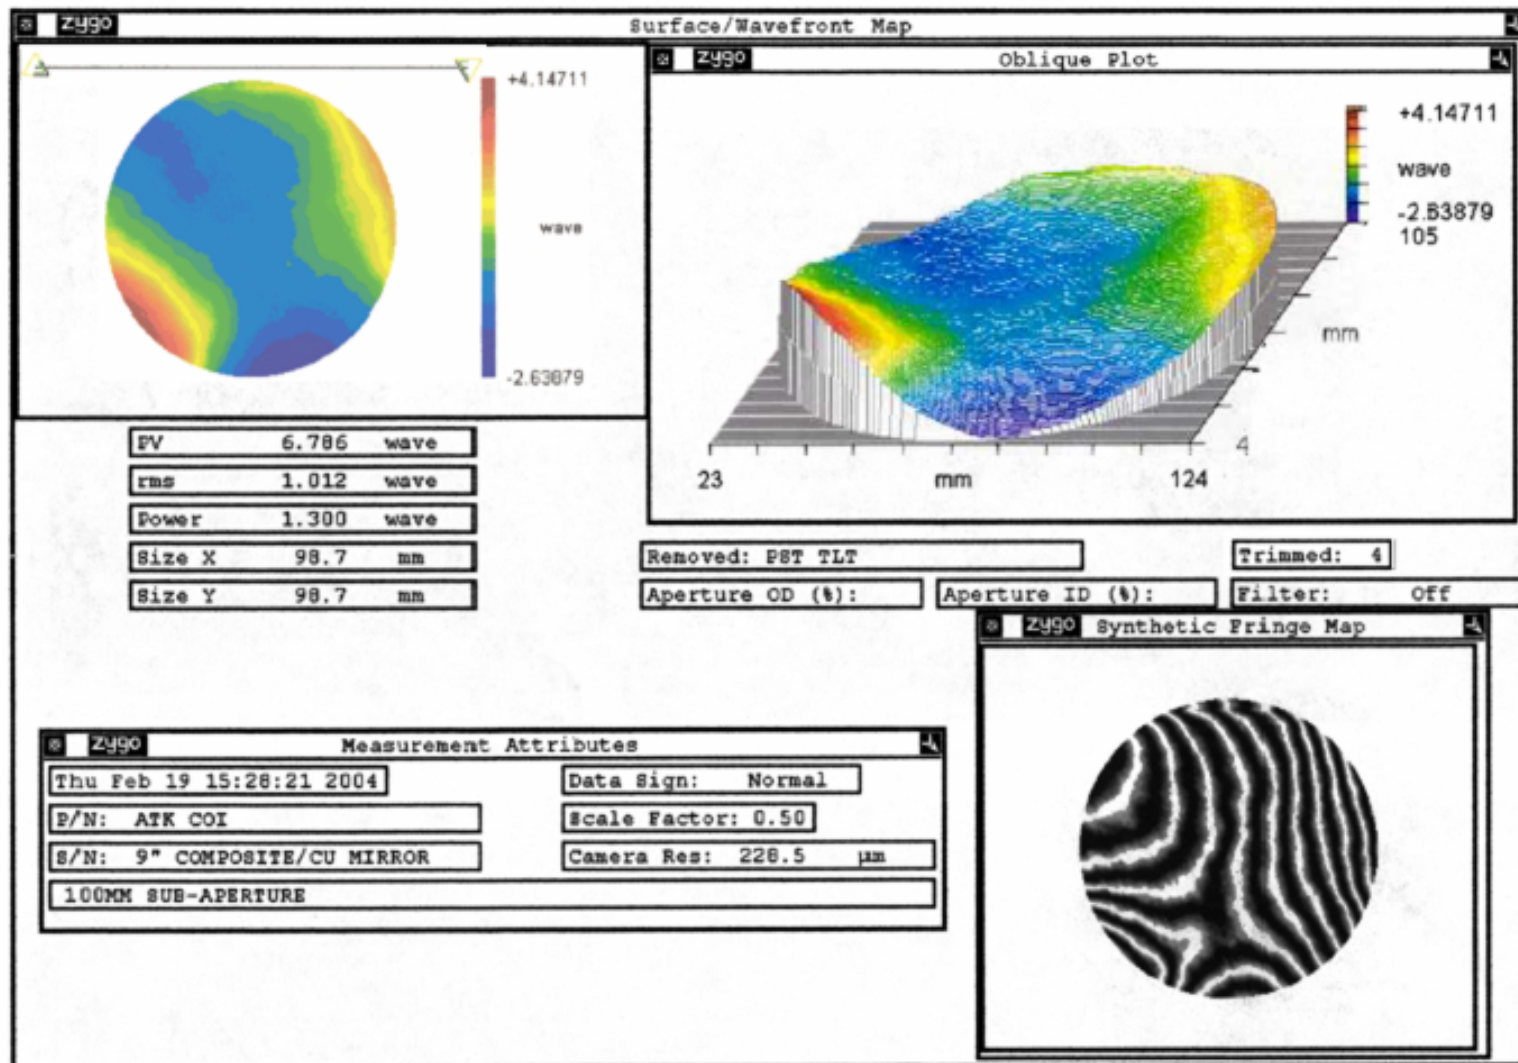 zygo Surface/Wavefront Map
+4.14711
wave
-2.63879
zygo Oblique Plot
+4.14711
wave
-2.63879
105
mm
4
23 mm 124
PV 6.786 wave
rms 1.012 wave
Power 1.300 wave
Size X 98.7 mm
Size Y 98.7 mm
Removed: PST TLT
Trimmed: 4
Aperture OD (%):
Aperture ID (%):
Filter: Off
zygo Synthetic Fringe Map
zygo Measurement Attributes
Thu Feb 19 15:28:21 2004
Data Sign: Normal
P/N: ATK COI
Scale Factor: 0.50
S/N: 9" COMPOSITE/CU MIRROR
Camera Res: 228.5 µm
100MM SUB-APERTURE